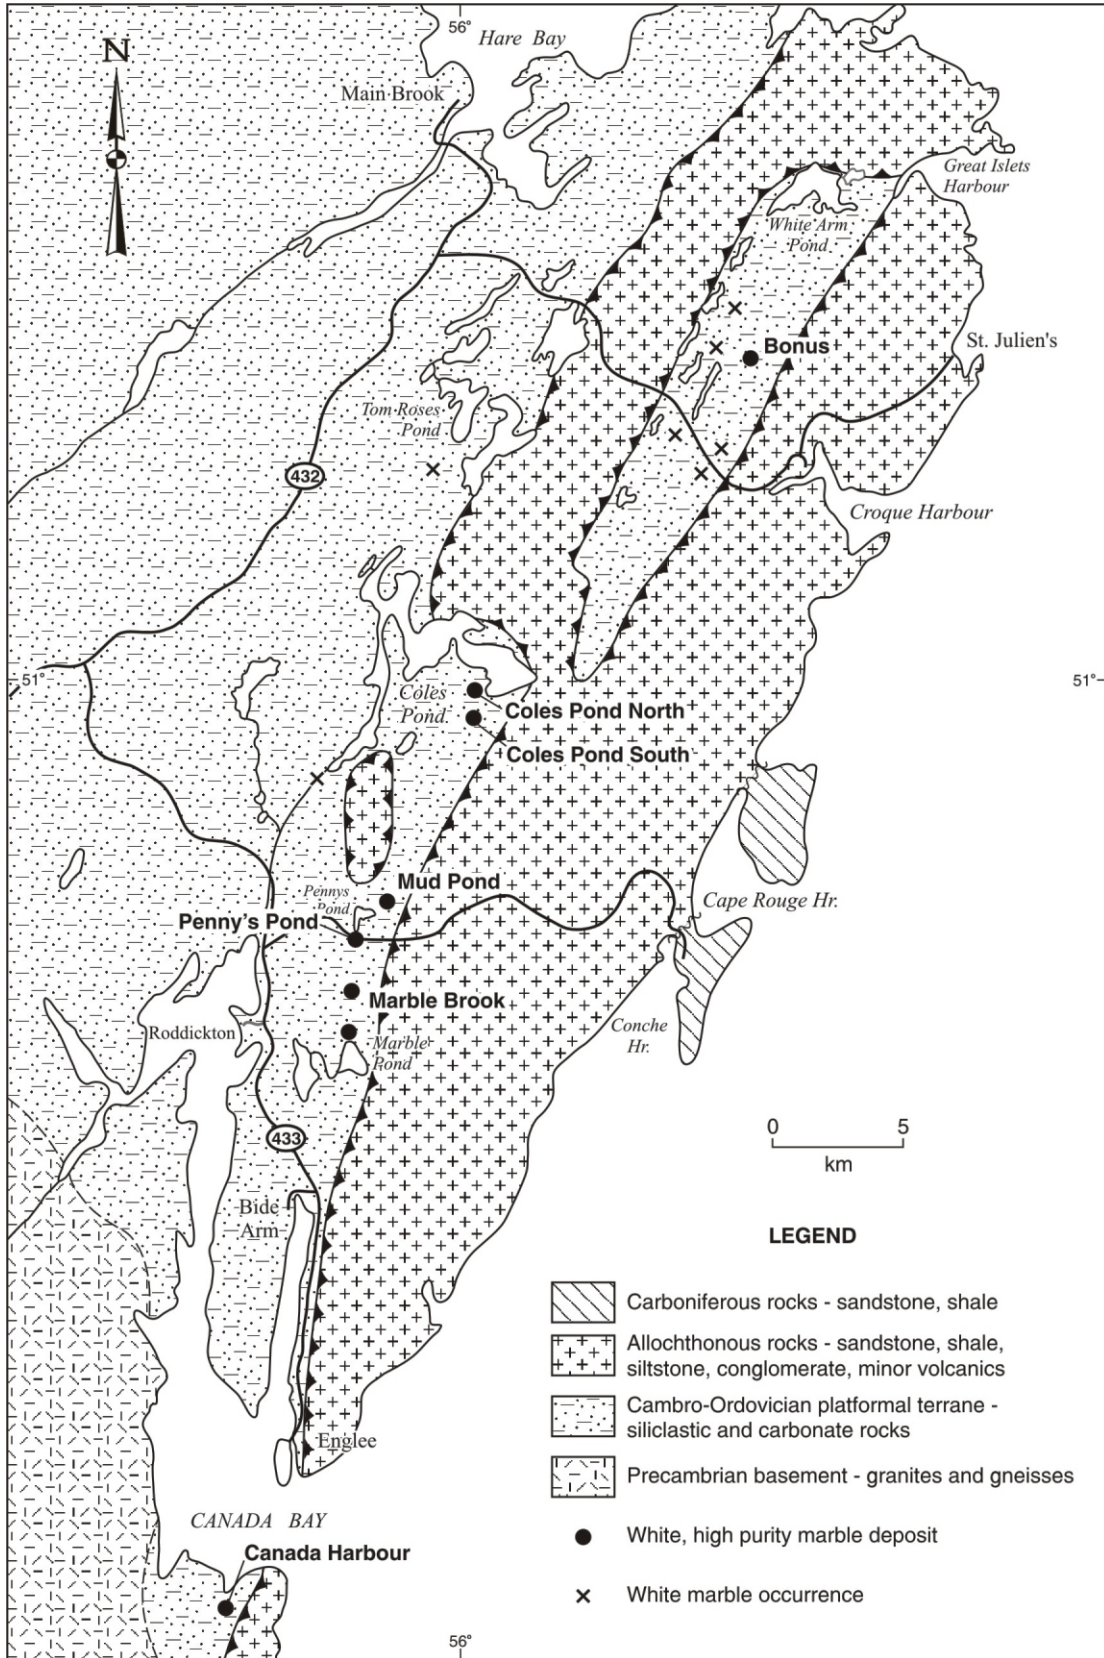 56°
N
Hare Bay
Main Brook
Great Islets
Harbour
White Arm
Pond
Bonus
St. Julien's
Tom Roses
Pond
432
Croque Harbour
51°
51°
Coles
Pond
Coles Pond North
Coles Pond South
Mud Pond
Pennys
Pond
Penny's Pond
Cape Rouge Hr.
Marble Brook
Roddickton
Conche
Hr.
Marble
Pond
0 5
km
433
Bide
Arm
LEGEND
Carboniferous rocks - sandstone, shale
Allochthonous rocks - sandstone, shale,
siltstone, conglomerate, minor volcanics
Cambro-Ordovician platformal terrane -
siliclastic and carbonate rocks
Englee
Precambrian basement - granites and gneisses
CANADA BAY
White, high purity marble deposit
Canada Harbour
White marble occurrence
56°